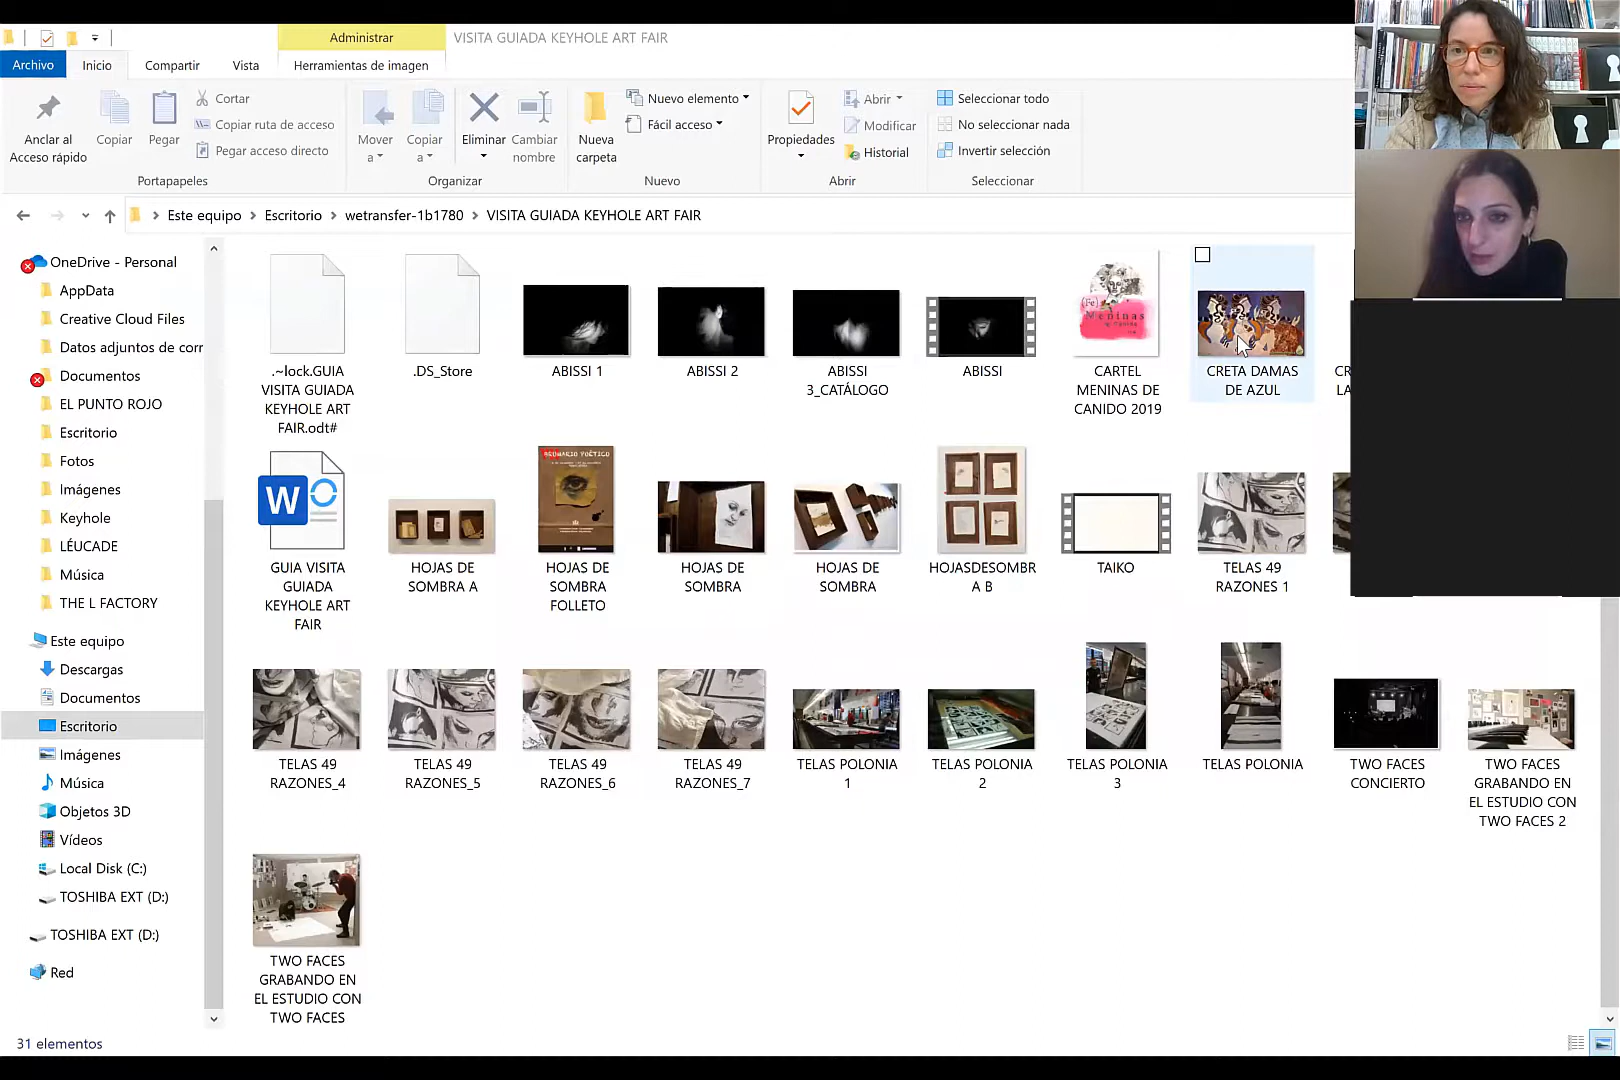 Administrar
VISITA GUIADA KEYHOLE ART FAIR
Archivo
Inicio
Compartir
Vista
Herramientas de imagen
Anclar al
Acceso rápido
Copiar
Pegar
Cortar
Copiar ruta de acceso
Pegar acceso directo
Portapapeles
Mover
a
Copiar
a
Eliminar
Cambiar
nombre
Organizar
Nueva
carpeta
Nuevo elemento
Fácil acceso
Nuevo
Propiedades
Abrir
Modificar
Historial
Abrir
Seleccionar todo
No seleccionar nada
Invertir selección
Seleccionar
Este equipo
Escritorio
wetransfer-1b1780
VISITA GUIADA KEYHOLE ART FAIR
OneDrive - Personal
AppData
Creative Cloud Files
Datos adjuntos de corr
Documentos
EL PUNTO ROJO
Escritorio
Fotos
Imágenes
Keyhole
LÉUCADE
Música
THE L FACTORY
Este equipo
Descargas
Documentos
Escritorio
Imágenes
Música
Objetos 3D
Vídeos
Local Disk (C:)
TOSHIBA EXT (D:)
TOSHIBA EXT (D:)
Red
.~lock.GUIA
VISITA GUIADA
KEYHOLE ART
FAIR.odt#
.DS_Store
ABISSI 1
ABISSI 2
ABISSI
3_CATÁLOGO
ABISSI
Meninas
CARTEL
MENINAS DE
CANIDO 2019
CRETA DAMAS
DE AZUL
CR
LA
W
GUIA VISITA
GUIADA
KEYHOLE ART
FAIR
HOJAS DE
SOMBRA A
POÉTICO
HOJAS DE
SOMBRA
FOLLETO
HOJAS DE
SOMBRA
HOJAS DE
SOMBRA
HOJASDESOMBR
A B
TAIKO
TELAS 49
RAZONES 1
TELAS 49
RAZONES_4
TELAS 49
RAZONES_5
TELAS 49
RAZONES_6
TELAS 49
RAZONES_7
TELAS POLONIA
1
TELAS POLONIA
2
TELAS POLONIA
3
TELAS POLONIA
TWO FACES
CONCIERTO
TWO FACES
GRABANDO EN
EL ESTUDIO CON
TWO FACES 2
TWO FACES
GRABANDO EN
EL ESTUDIO CON
TWO FACES
31 elementos